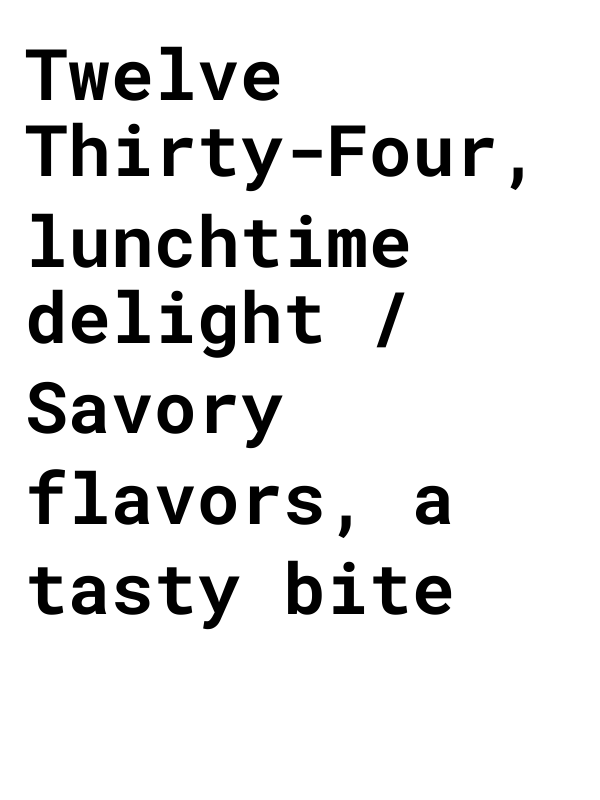 Twelve
Thirty-Four,
lunchtime
delight /
Savory
flavors, a
tasty bite